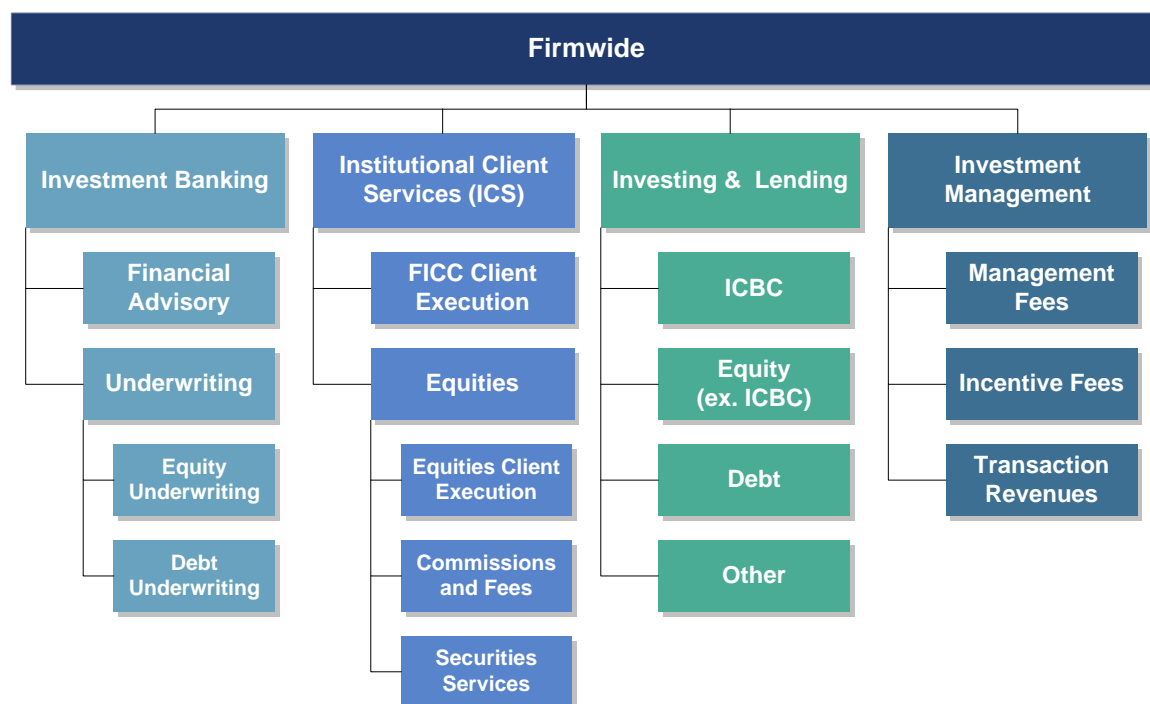 Firmwide
Investment Banking
Institutional Client
Services (ICS)
Investing & Lending
Investment
Management
Financial
Advisory
FICC Client
Execution
ICBC
Management
Fees
Underwriting
Equities
Equity
(ex. ICBC)
Incentive Fees
Equity
Underwriting
Equities Client
Execution
Debt
Transaction
Revenues
Debt
Underwriting
Commissions
and Fees
Other
Securities
Services